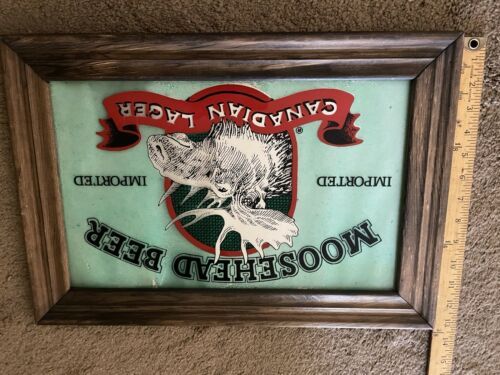 MOOSEHEAD BEER
IMPORTED IMPORTED
CANADIAN LAGER
®